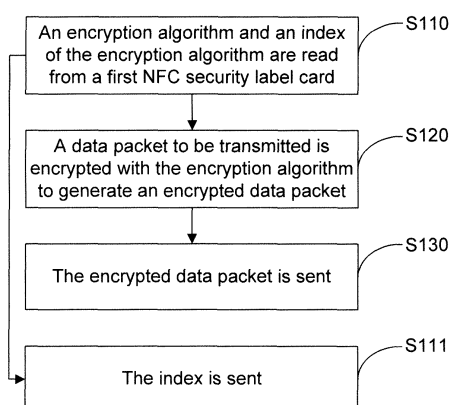 An encryption algorithm and an index
of the encryption algorithm are read
from a first NFC security label card
S110
A data packet to be transmitted is
encrypted with the encryption algorithm
to generate an encrypted data packet
S120
The encrypted data packet is sent
S130
The index is sent
S111